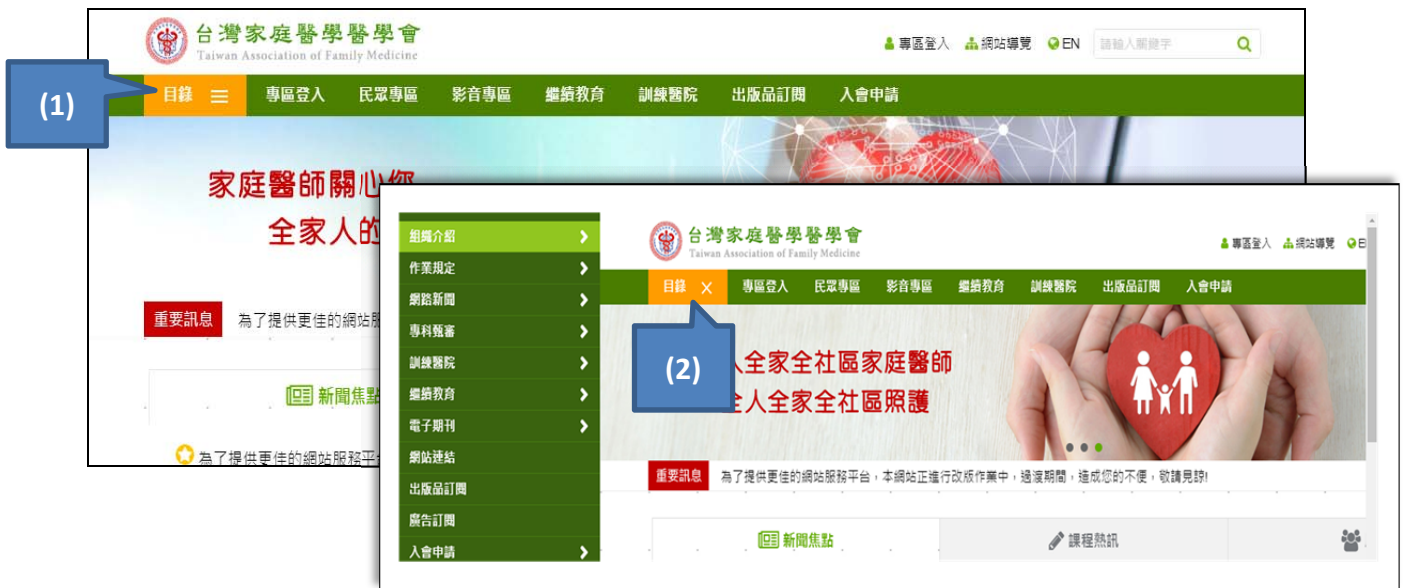 台灣家庭醫學醫學會
Taiwan Association of Family Medicine
專區登入 網站導覽 EN 請輸入關鍵字
(1)
目錄 專區登入 民眾專區 影音專區 繼續教育 訓練醫院 出版品訂閱 入會申請
家庭醫師關心您
全家人的
重要訊息 為了提供更佳的網站服
新聞焦點
為了提供更佳的網站服務平
組織介紹
作業規定
網路新聞
專科甄審
訓練醫院
繼續教育
電子期刊
網站連結
出版品訂閱
廣告訂閱
入會申請
台灣家庭醫學醫學會
Taiwan Association of Family Medicine
專區登入 網站導覽 E
目錄 專區登入 民眾專區 影音專區 繼續教育 訓練醫院 出版品訂閱 入會申請
(2)
人全家全社區家庭醫師
全人全家全社區照護
重要訊息 為了提供更佳的網站服務平台，本網站正進行改版作業中，過渡期間，造成您的不便，敬請見諒!
新聞焦點 課程熱訊